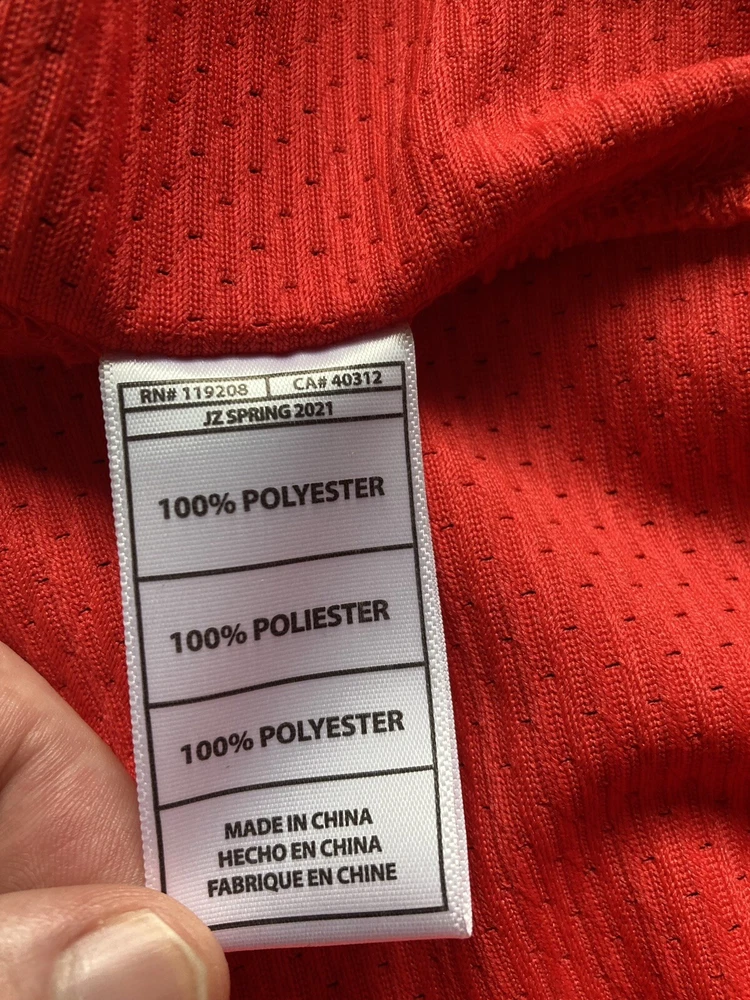 RN# 119208 CA# 40312
JZ SPRING 2021
100% POLYESTER
100% POLIESTER
100% POLYESTER
MADE IN CHINA
HECHO EN CHINA
FABRIQUE EN CHINE